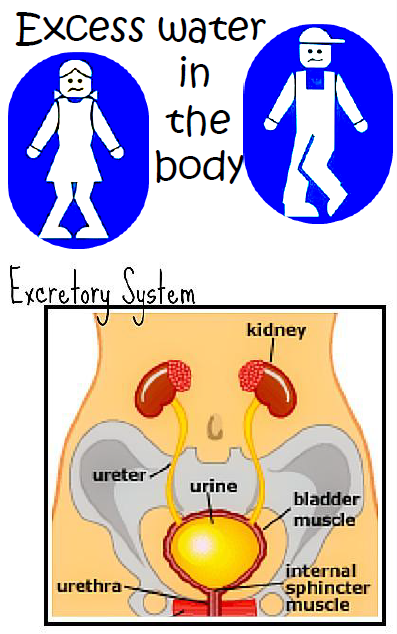 Excess water
in
the
body
Excretory System
kidney
ureter
urine
bladder
muscle
urethra
internal
sphincter
muscle